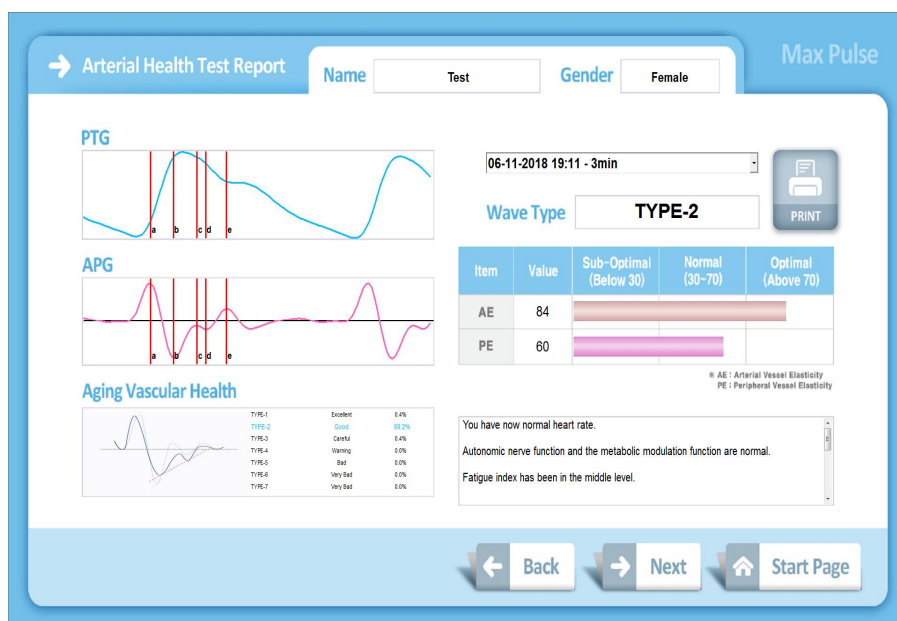 Max Pulse
Arterial Health Test Report
Name Test Gender Female
PTG
a b c d e
06-11-2018 19:11 - 3min
Wave Type TYPE-2
PRINT
APG
a b c d e
Item Value Sub-Optimal (Below 30) Normal (30~70) Optimal (Above 70)
AE 84
PE 60
※ AE : Arterial Vessel Elasticity
PE : Peripheral Vessel Elastioity
Aging Vascular Health
TYPE-1 Excellent 0.4%
TYPE-2 Good 99.2%
TYPE-3 Careful 0.4%
TYPE-4 Warning 0.0%
TYPE-5 Bad 0.0%
TYPE-6 Very Bad 0.0%
TYPE-7 Very Bad 0.0%
You have now normal heart rate.
Autonomic nerve function and the metabolic modulation function are normal.
Fatigue index has been in the middle level.
Back Next Start Page